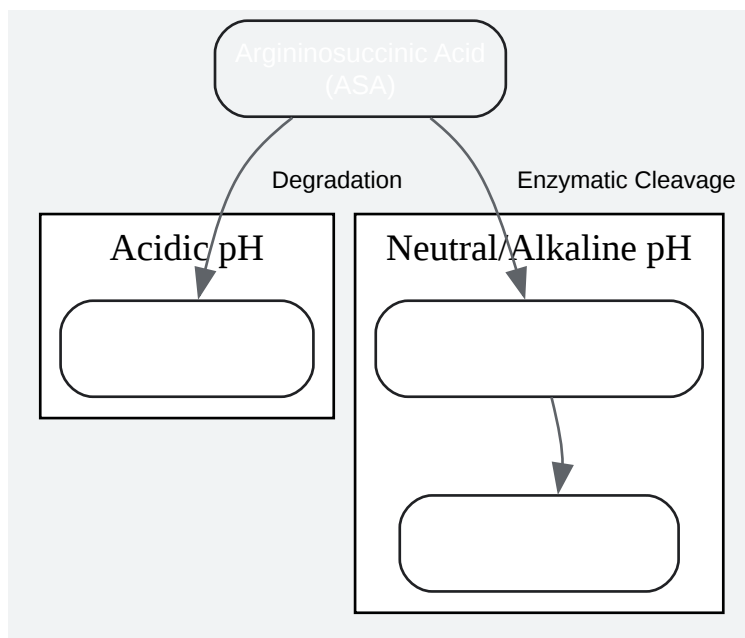 Argininosuccinic Acid
(ASA)
Degradation
Enzymatic Cleavage
Acidic pH
Neutral/Alkaline pH